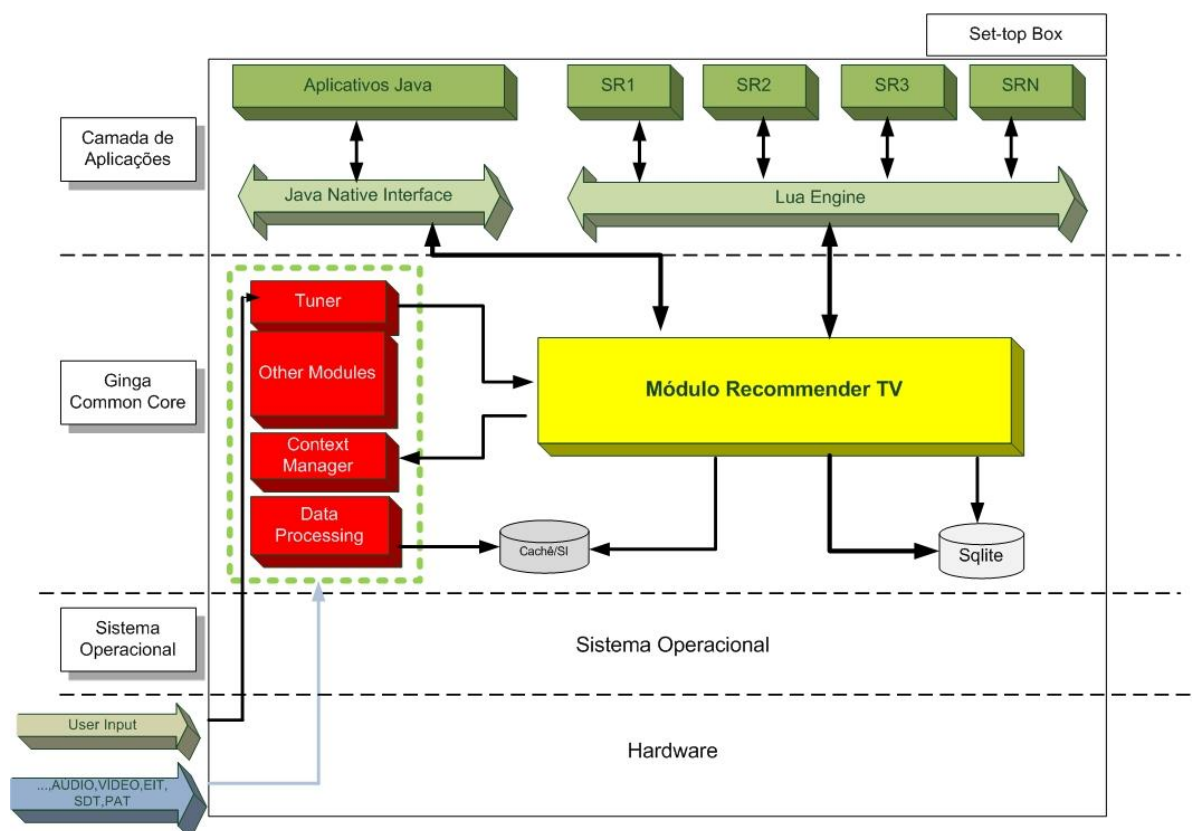 Set-top Box
Aplicativos Java
SR1
SR2
SR3
SRN
Camada de
Aplicações
Java Native Interface
Lua Engine
Tuner
Other Modules
Ginga
Common Core
Módulo Recommender TV
Context
Manager
Data
Processing
Cachê/SI
Sqlite
Sistema
Operacional
Sistema Operacional
User Input
Hardware
...,AUDIO,VIDEO,EIT,
SDT,PAT